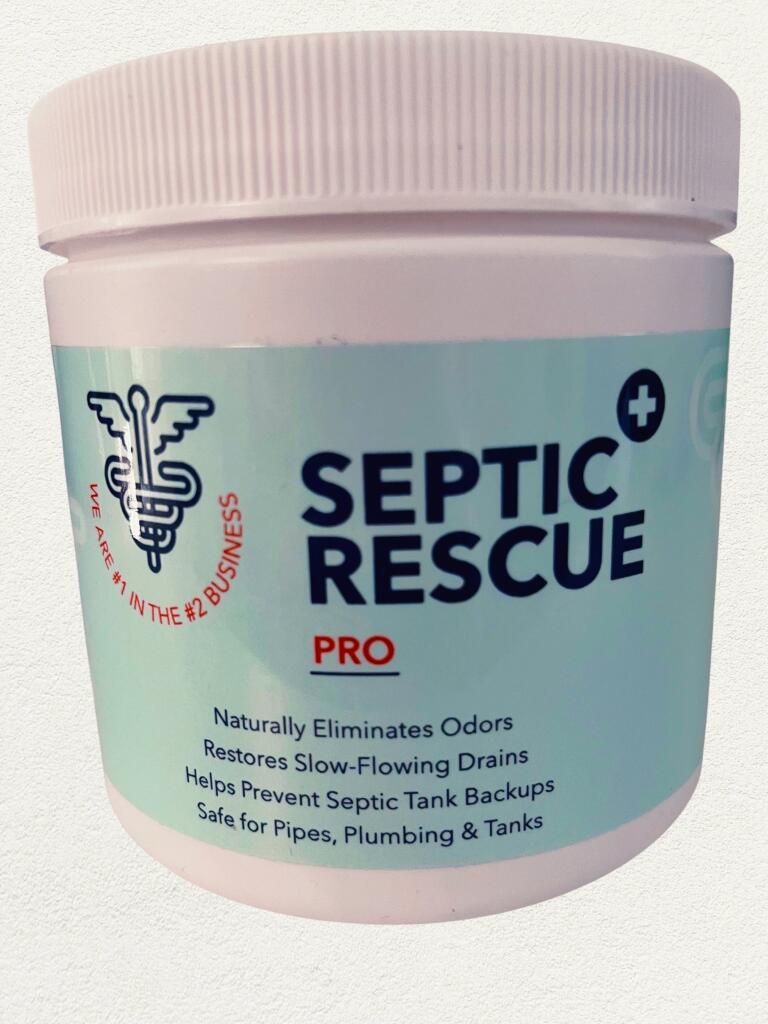 WE ARE #1 IN THE #2 BUSINESS
SEPTIC
RESCUE
PRO
Naturally Eliminates Odors
Restores Slow-Flowing Drains
Helps Prevent Septic Tank Backups
Safe for Pipes, Plumbing & Tanks